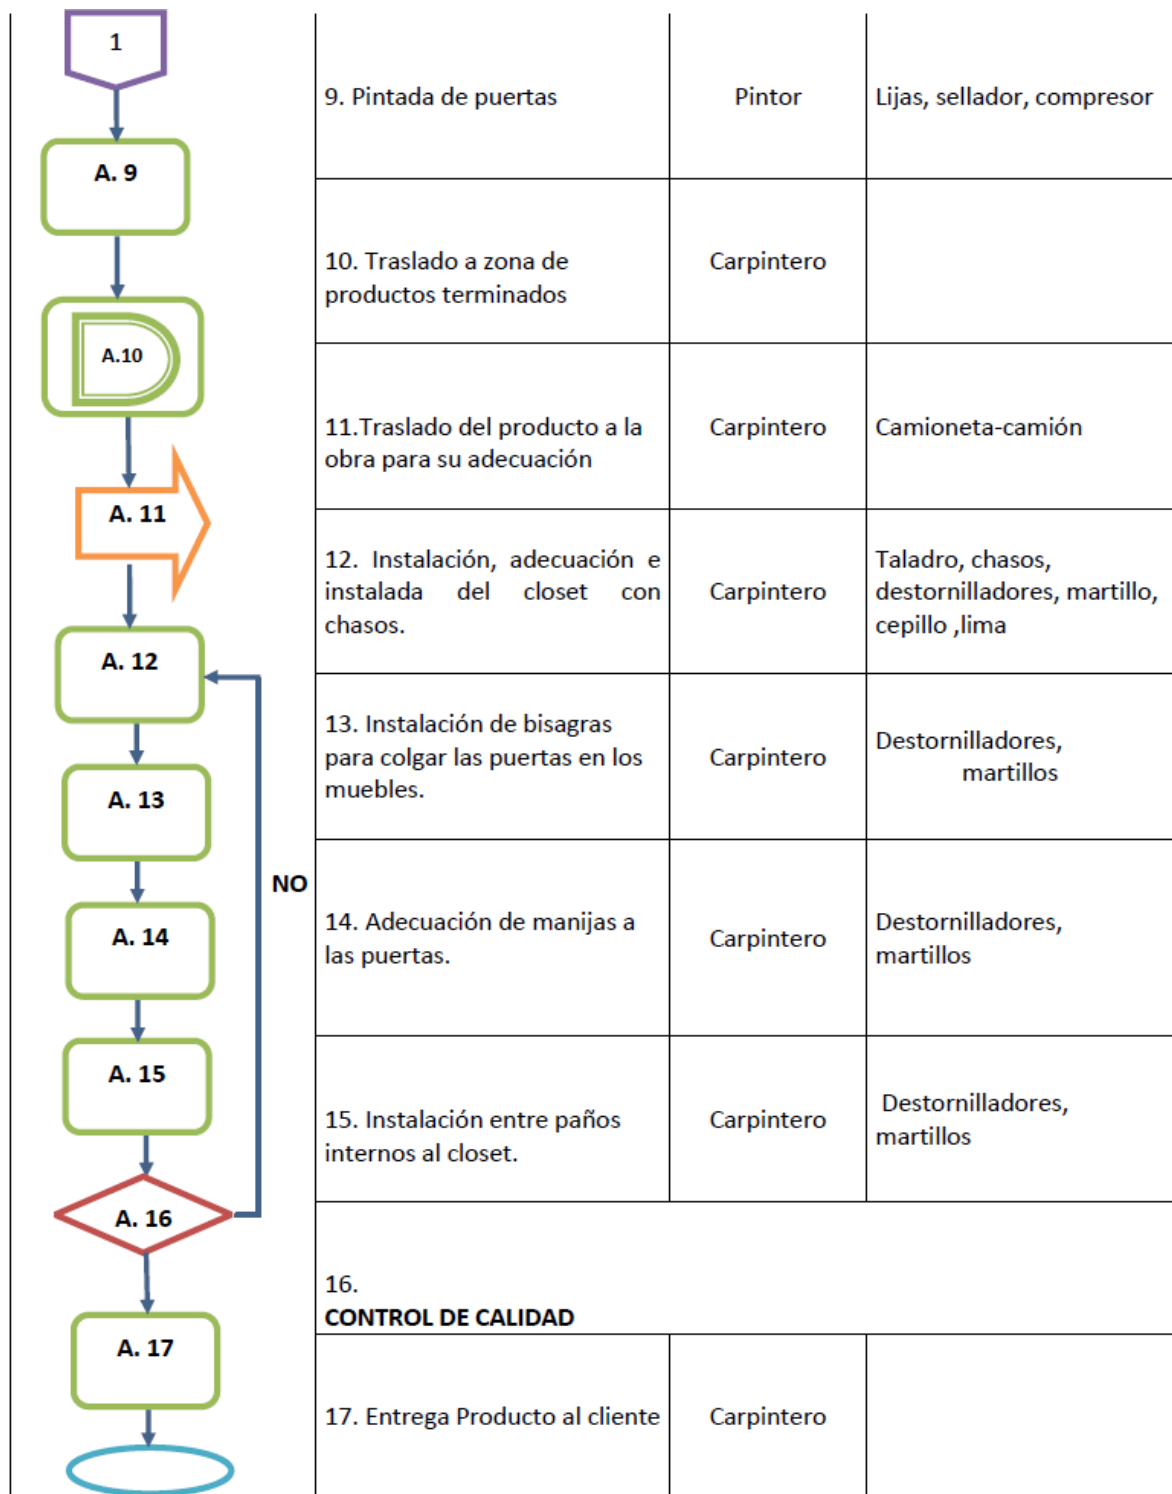 1
9. Pintada de puertas
Pintor
Lijas, sellador, compresor
A. 9
10. Traslado a zona de
productos terminados
Carpintero
A.10
11.Traslado del producto a la
obra para su adecuación
Carpintero
Camioneta-camión
A. 11
12. Instalación, adecuación e
instalada del closet con
chasos.
Carpintero
Taladro, chasos,
destornilladores, martillo,
cepillo ,lima
A. 12
13. Instalación de bisagras
para colgar las puertas en los
muebles.
Carpintero
Destornilladores,
martillos
A. 13
NO
14. Adecuación de manijas a
las puertas.
Carpintero
Destornilladores,
martillos
A. 14
15. Instalación entre paños
internos al closet.
Carpintero
Destornilladores,
martillos
A. 15
A. 16
16.
CONTROL DE CALIDAD
A. 17
17. Entrega Producto al cliente
Carpintero